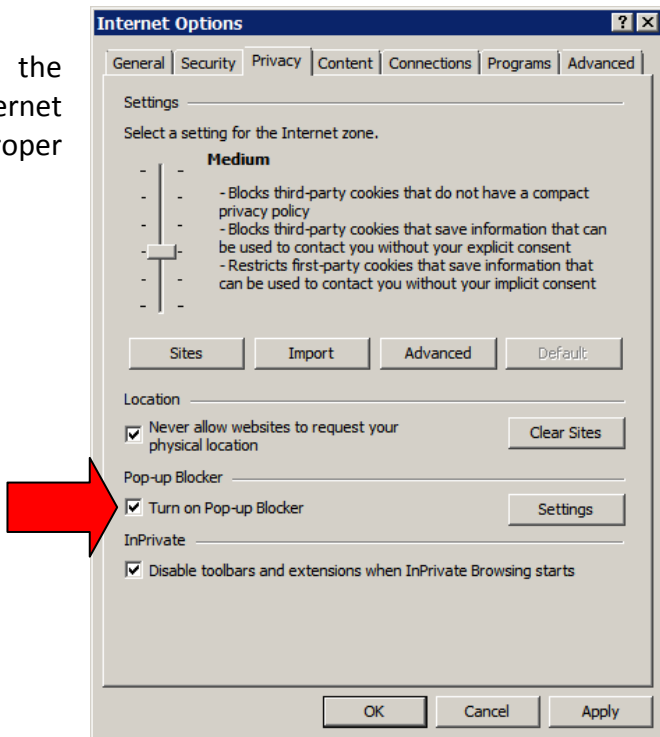 Internet Options
the
General Security Privacy Content Connections Programs Advanced
Settings
Select a setting for the Internet zone.
Medium
- Blocks third-party cookies that do not have a compact
privacy policy
- Blocks third-party cookies that save information that can
be used to contact you without your explicit consent
- Restricts first-party cookies that save information that
can be used to contact you without your implicit consent
Sites Import Advanced Default
Location
Never allow websites to request your
physical location
Clear Sites
Pop-up Blocker
Turn on Pop-up Blocker
Settings
InPrivate
Disable toolbars and extensions when InPrivate Browsing starts
OK Cancel Apply